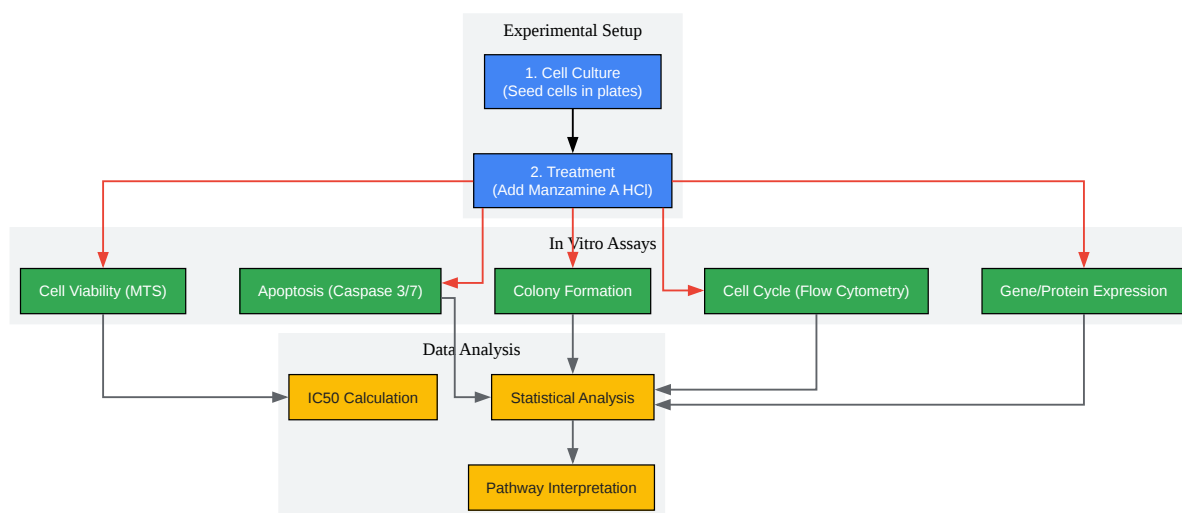 Experimental Setup
1. Cell Culture
(Seed cells in plates)
2. Treatment
(Add Manzamine A HCl)
In Vitro Assays
Cell Viability (MTS)
Apoptosis (Caspase 3/7)
Colony Formation
Cell Cycle (Flow Cytometry)
Gene/Protein Expression
Data Analysis
IC50 Calculation
Statistical Analysis
Pathway Interpretation